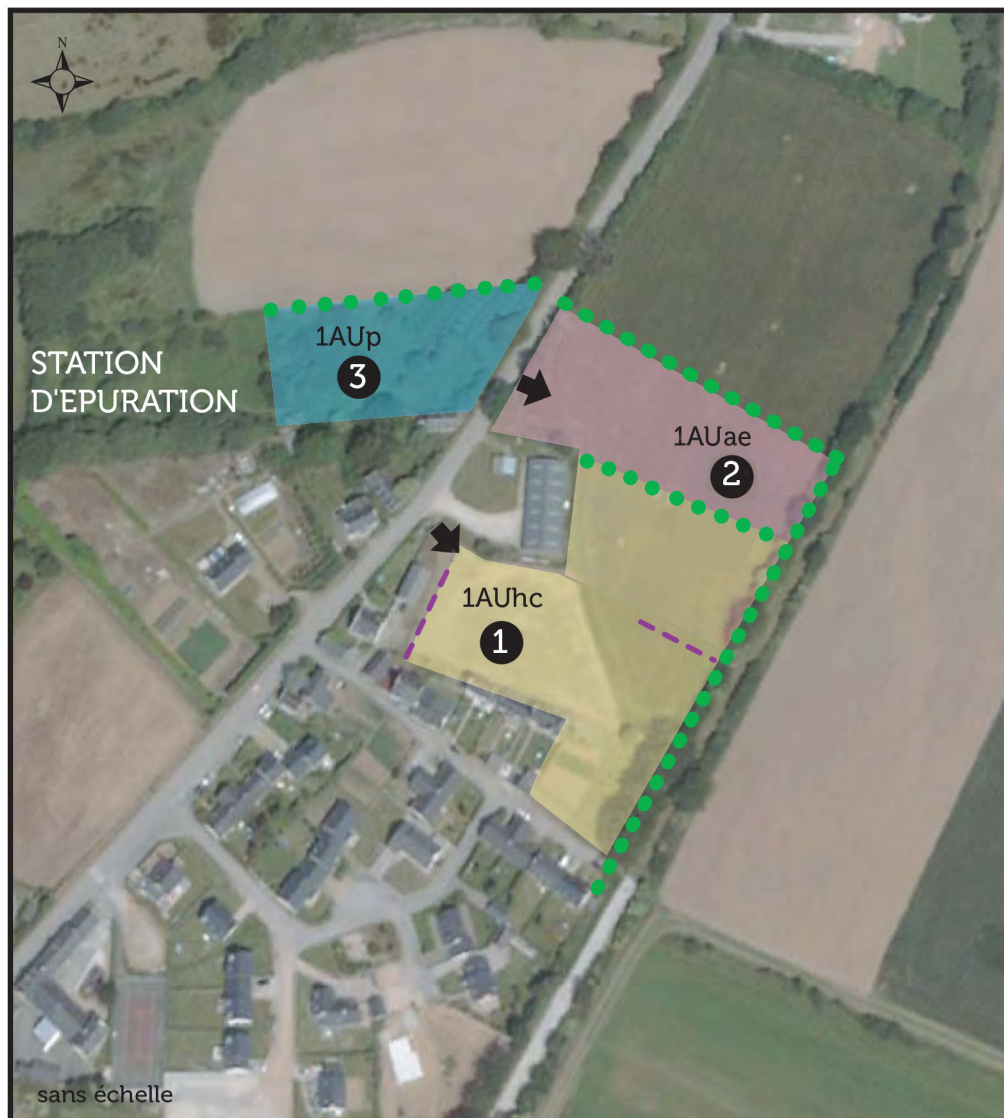 N
1AUp
3
STATION
D'EPURATION
1AUae
2
1AUhc
1
sans échelle